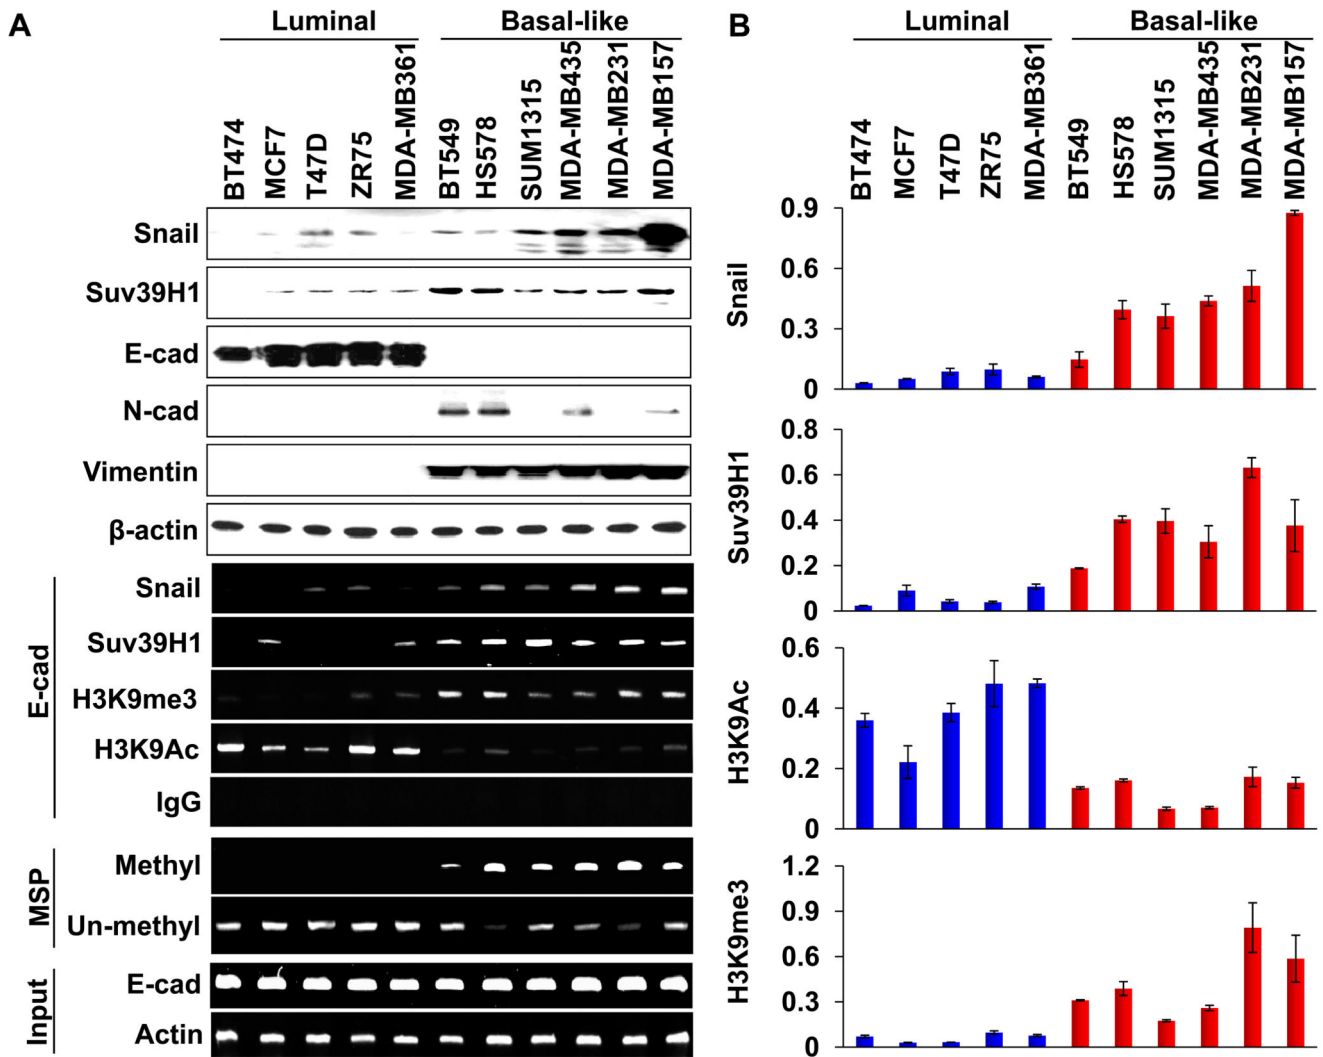 A
Luminal
Basal-like
BT474
MCF7
T47D
ZR75
MDA-MB361
BT549
HS578
SUM1315
MDA-MB435
MDA-MB231
MDA-MB157
Snail
Suv39H1
E-cad
N-cad
Vimentin
β-actin
E-cad
Snail
Suv39H1
H3K9me3
H3K9Ac
IgG
MSP
Methyl
Un-methyl
Input
E-cad
Actin
B
Luminal
Basal-like
BT474
MCF7
T47D
ZR75
MDA-MB361
BT549
HS578
SUM1315
MDA-MB435
MDA-MB231
MDA-MB157
Snail
0.9
0.6
0.3
0
Suv39H1
0.8
0.6
0.4
0.2
0
H3K9Ac
0.6
0.4
0.2
0
H3K9me3
1.2
0.9
0.6
0.3
0